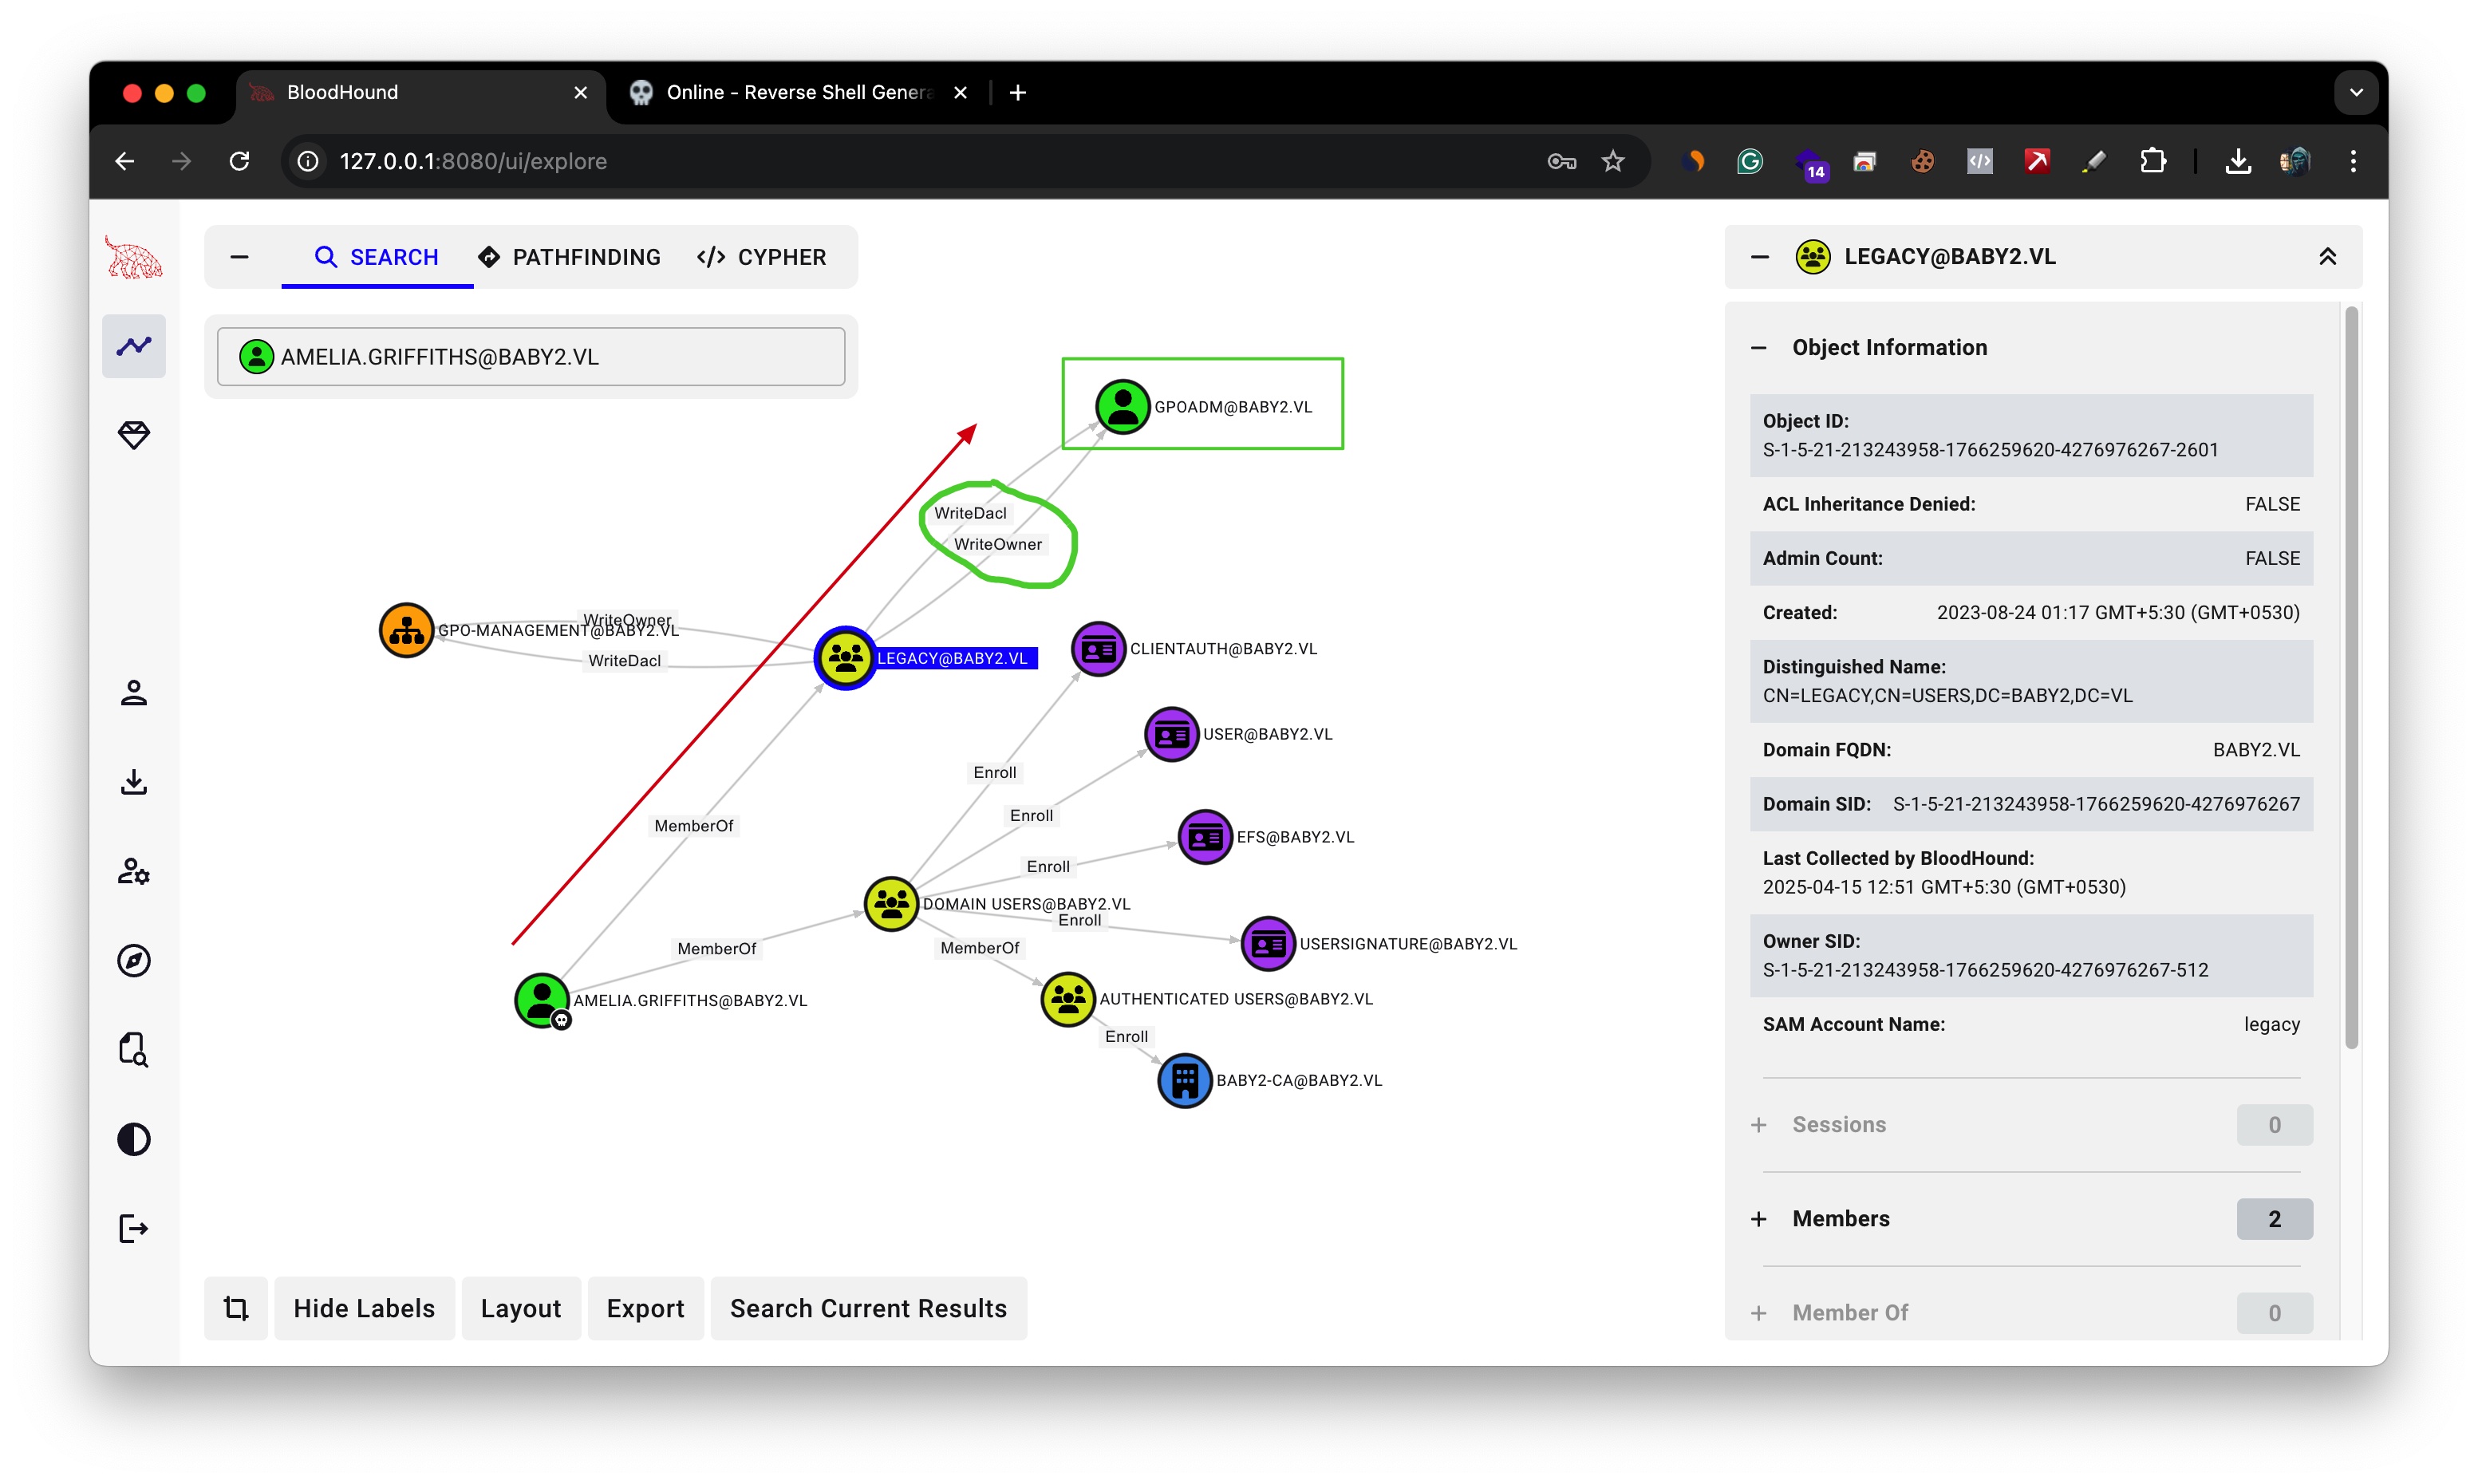 BloodHound
Online - Reverse Shell Genera
127.0.0.1:8080/ui/explore
14
SEARCH
PATHFINDING
CYPHER
AMELIA.GRIFFITHS@BABY2.VL
GPOADM@BABY2.VL
WriteDacl
WriteOwner
WriteOwner
GPO-MANAGEMENT@BABY2.VL
WriteDacl
LEGACY@BABY2.VL
CLIENTAUTH@BABY2.VL
USER@BABY2.VL
Enroll
Enroll
MemberOf
EFS@BABY2.VL
Enroll
DOMAIN USERS@BABY2.VL
Enroll
MemberOf
MemberOf
USERSIGNATURE@BABY2.VL
AMELIA.GRIFFITHS@BABY2.VL
AUTHENTICATED USERS@BABY2.VL
Enroll
BABY2-CA@BABY2.VL
Hide Labels
Layout
Export
Search Current Results
LEGACY@BABY2.VL
Object Information
Object ID:
S-1-5-21-213243958-1766259620-4276976267-2601
ACL Inheritance Denied: FALSE
Admin Count: FALSE
Created: 2023-08-24 01:17 GMT+5:30 (GMT+0530)
Distinguished Name:
CN=LEGACY,CN=USERS,DC=BABY2,DC=VL
Domain FQDN: BABY2.VL
Domain SID: S-1-5-21-213243958-1766259620-4276976267
Last Collected by BloodHound:
2025-04-15 12:51 GMT+5:30 (GMT+0530)
Owner SID:
S-1-5-21-213243958-1766259620-4276976267-512
SAM Account Name: legacy
Sessions 0
Members 2
Member Of 0